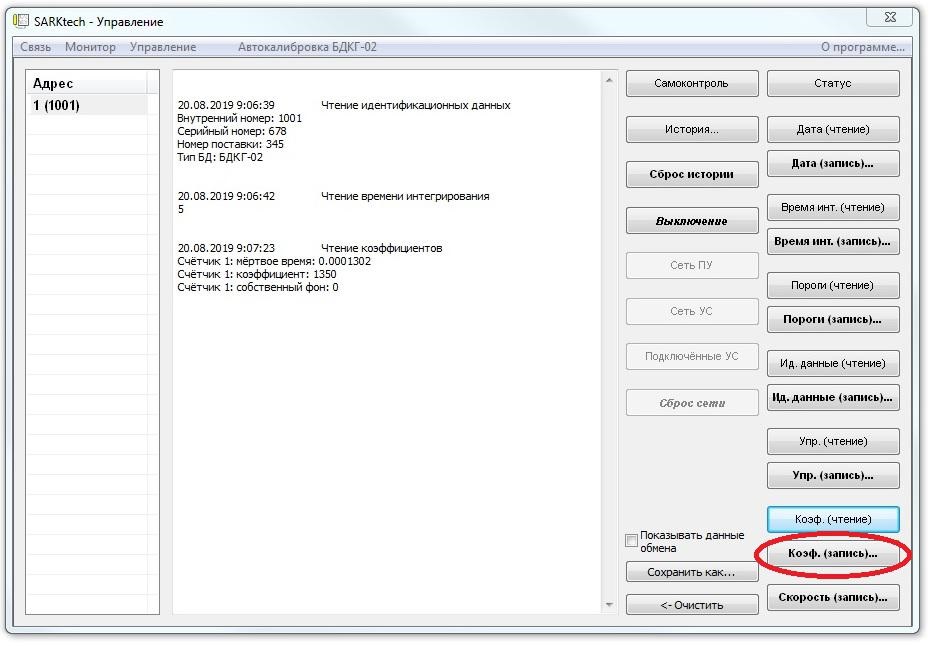 SARKtech - Управление
Связь Монитор Управление Автокалибровка БДКГ-02 О программе...
Адрес
1 (1001)
20.08.2019 9:06:39 Чтение идентификационных данных
Внутренний номер: 1001
Серийный номер: 678
Номер поставки: 345
Тип БД: БДКГ-02
20.08.2019 9:06:42 Чтение времени интегрирования
5
20.08.2019 9:07:23 Чтение коэффициентов
Счётчик 1: мёртвое время: 0.0001302
Счётчик 1: коэффициент: 1350
Счётчик 1: собственный фон: 0
Самоконтроль
История...
Сброс истории
Выключение
Сеть ПУ
Сеть УС
Подключённые УС
Сброс сети
Показывать данные
обмена
Сохранить как...
<- Очистить
Статус
Дата (чтение)
Дата (запись)...
Время инт. (чтение)
Время инт. (запись)...
Пороги (чтение)
Пороги (запись)...
Ид. данные (чтение)
Ид. данные (запись)...
Упр. (чтение)
Упр. (запись)...
Коэф. (чтение)
Коэф. (запись)...
Скорость (запись)...